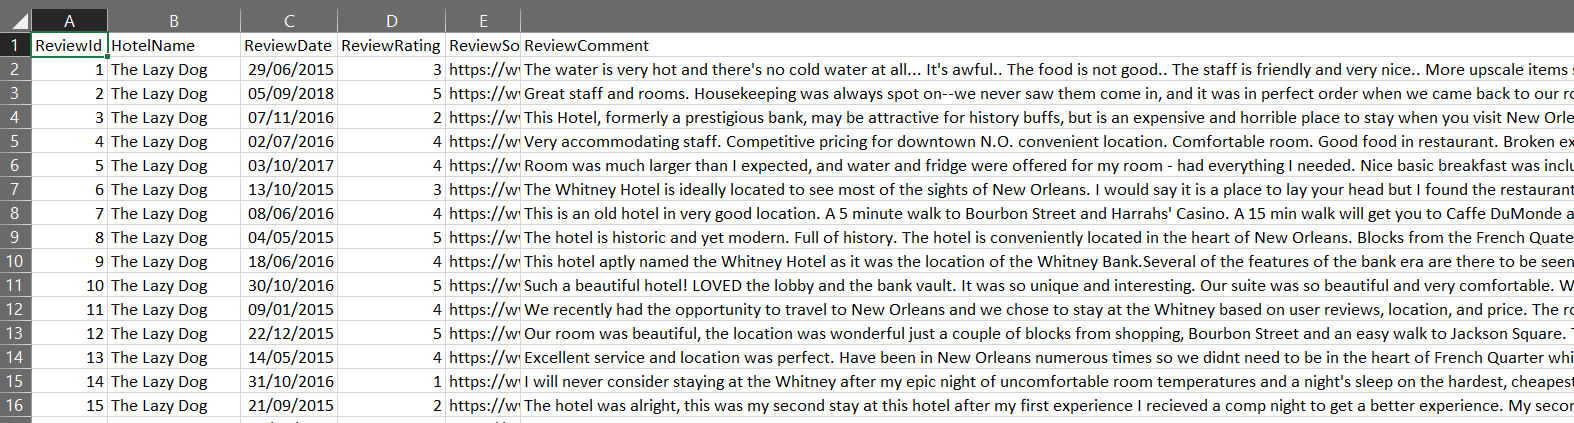 A B C D E
1 ReviewId HotelName ReviewDate ReviewRating ReviewSo ReviewComment
2 1 The Lazy Dog 29/06/2015 3 https://w The water is very hot and there's no cold water at all... It's awful.. The food is not good.. The staff is friendly and very nice.. More upscale items
3 2 The Lazy Dog 05/09/2018 5 https://w Great staff and rooms. Housekeeping was always spot on--we never saw them come in, and it was in perfect order when we came back to our
4 3 The Lazy Dog 07/11/2016 2 https://w This Hotel, formerly a prestigious bank, may be attractive for history buffs, but is an expensive and horrible place to stay when you visit New Orle
5 4 The Lazy Dog 02/07/2016 4 https://w Very accommodating staff. Competitive pricing for downtown N.O. convenient location. Comfortable room. Good food in restaurant. Broken ex
6 5 The Lazy Dog 03/10/2017 4 https://w Room was much larger than I expected, and water and fridge were offered for my room - had everything I needed. Nice basic breakfast was inclu
7 6 The Lazy Dog 13/10/2015 3 https://w The Whitney Hotel is ideally located to see most of the sights of New Orleans. I would say it is a place to lay your head but I found the restaurant
8 7 The Lazy Dog 08/06/2016 4 https://w This is an old hotel in very good location. A 5 minute walk to Bourbon Street and Harrahs' Casino. A 15 min walk will get you to Caffe DuMonde a
9 8 The Lazy Dog 04/05/2015 5 https://w The hotel is historic and yet modern. Full of history. The hotel is conveniently located in the heart of New Orleans. Blocks from the French Quate
10 9 The Lazy Dog 18/06/2016 4 https://w This hotel aptly named the Whitney Hotel as it was the location of the Whitney Bank.Several of the features of the bank era are there to be seen
11 10 The Lazy Dog 30/10/2016 5 https://w Such a beautiful hotel! LOVED the lobby and the bank vault. It was so unique and interesting. Our suite was so beautiful and very comfortable. W
12 11 The Lazy Dog 09/01/2015 4 https://w We recently had the opportunity to travel to New Orleans and we chose to stay at the Whitney based on user reviews, location, and price. The ro
13 12 The Lazy Dog 22/12/2015 5 https://w Our room was beautiful, the location was wonderful just a couple of blocks from shopping, Bourbon Street and an easy walk to Jackson Square.
14 13 The Lazy Dog 14/05/2015 4 https://w Excellent service and location was perfect. Have been in New Orleans numerous times so we didnt need to be in the heart of French Quarter whi
15 14 The Lazy Dog 31/10/2016 1 https://w I will never consider staying at the Whitney after my epic night of uncomfortable room temperatures and a night's sleep on the hardest, cheapest
16 15 The Lazy Dog 21/09/2015 2 https://w The hotel was alright, this was my second stay at this hotel after my first experience I recieved a comp night to get a better experience. My secor